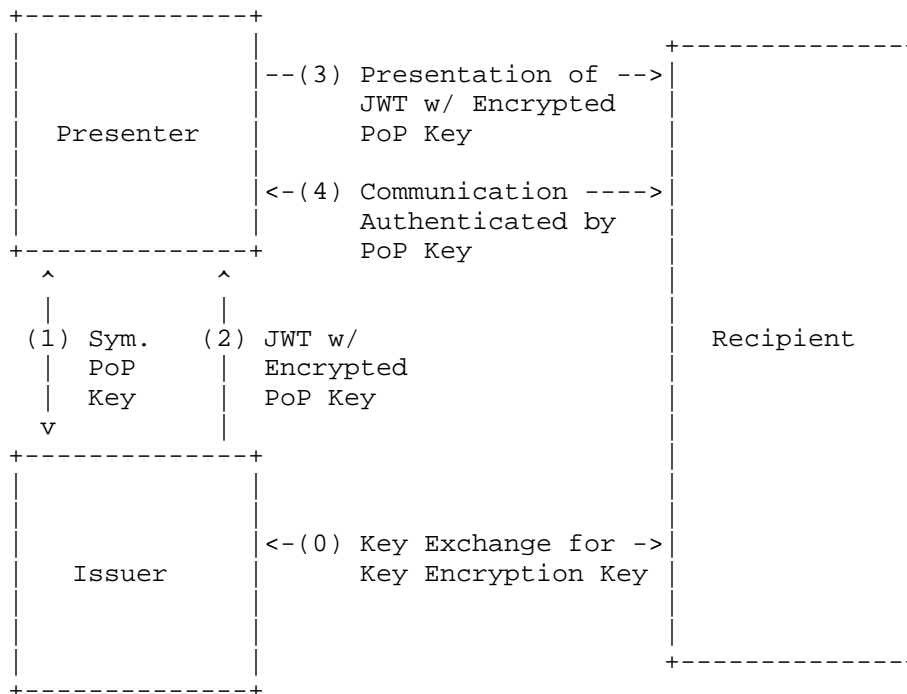 --(3) Presentation of -->
JWT w/ Encrypted
Presenter PoP Key
<-(4) Communication ---->
Authenticated by
PoP Key
(1) Sym. (2) JWT w/ Recipient
PoP Encrypted
Key PoP Key
v
<-(0) Key Exchange for ->
Issuer Key Encryption Key